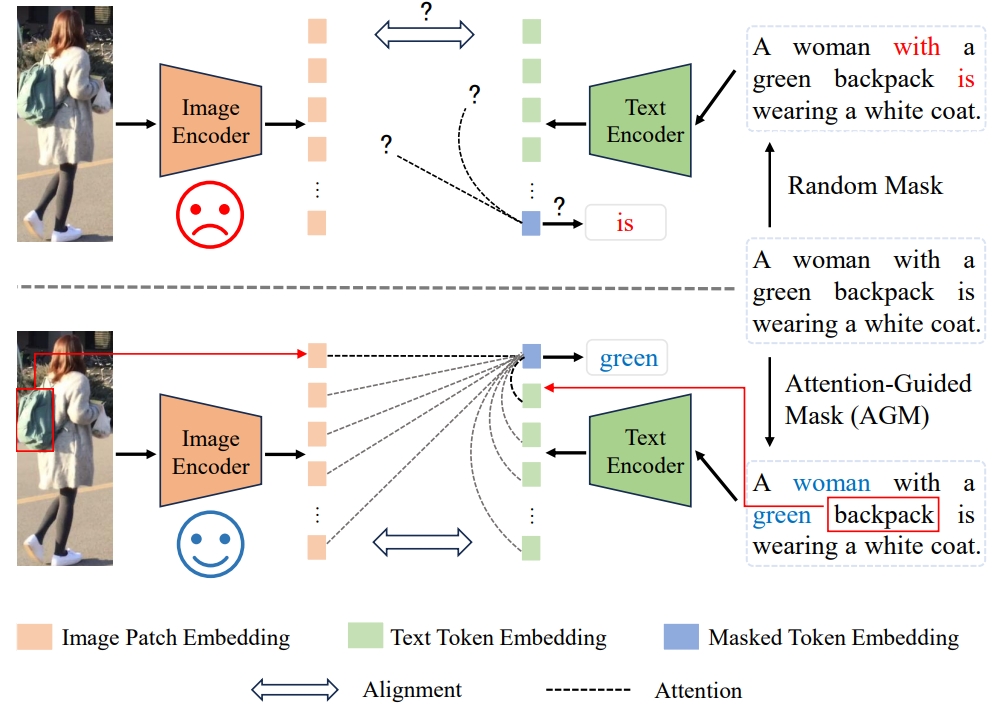 ?
A woman with a
green backpack is
wearing a white coat.
Image
Encoder
?
?
Text
Encoder
Random Mask
?
is
A woman with a
green backpack is
wearing a white coat.
green
Attention-Guided
Mask (AGM)
Image
Encoder
Text
Encoder
A woman with a
green backpack is
wearing a white coat.
Image Patch Embedding
Text Token Embedding
Masked Token Embedding
Alignment
Attention